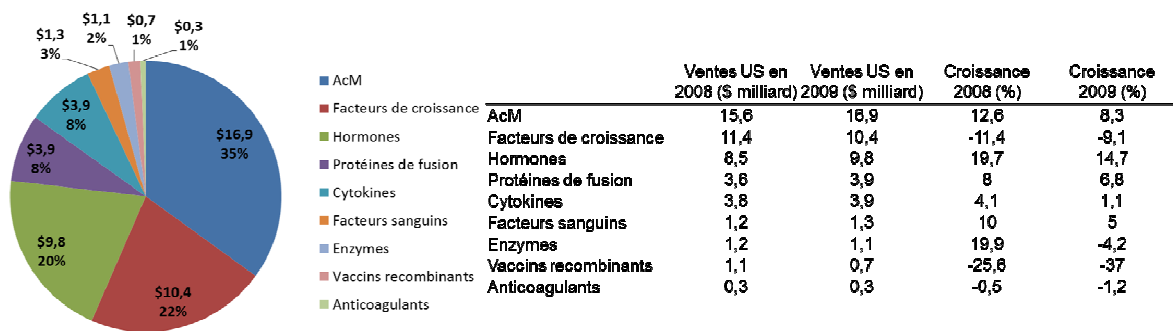 $1,3
3%
$1,1
2%
$0,7
1%
$0,3
1%
$3,9
8%
$3,9
8%
$9,8
20%
$10,4
22%
$16,9
35%
AcM
Facteurs de croissance
Hormones
Protéines de fusion
Cytokines
Facteurs sanguins
Enzymes
Vaccins recombinants
Anticoagulants
Ventes US en 2008 ($ milliard) Ventes US en 2009 ($ milliard) Croissance 2008 (%) Croissance 2009 (%)
AcM 15,6 16,9 12,6 8,3
Facteurs de croissance 11,4 10,4 -11,4 -9,1
Hormones 8,5 9,8 19,7 14,7
Protéines de fusion 3,6 3,9 8 6,8
Cytokines 3,8 3,9 4,1 1,1
Facteurs sanguins 1,2 1,3 10 5
Enzymes 1,2 1,1 19,9 -4,2
Vaccins recombinants 1,1 0,7 -25,6 -37
Anticoagulants 0,3 0,3 -0,5 -1,2